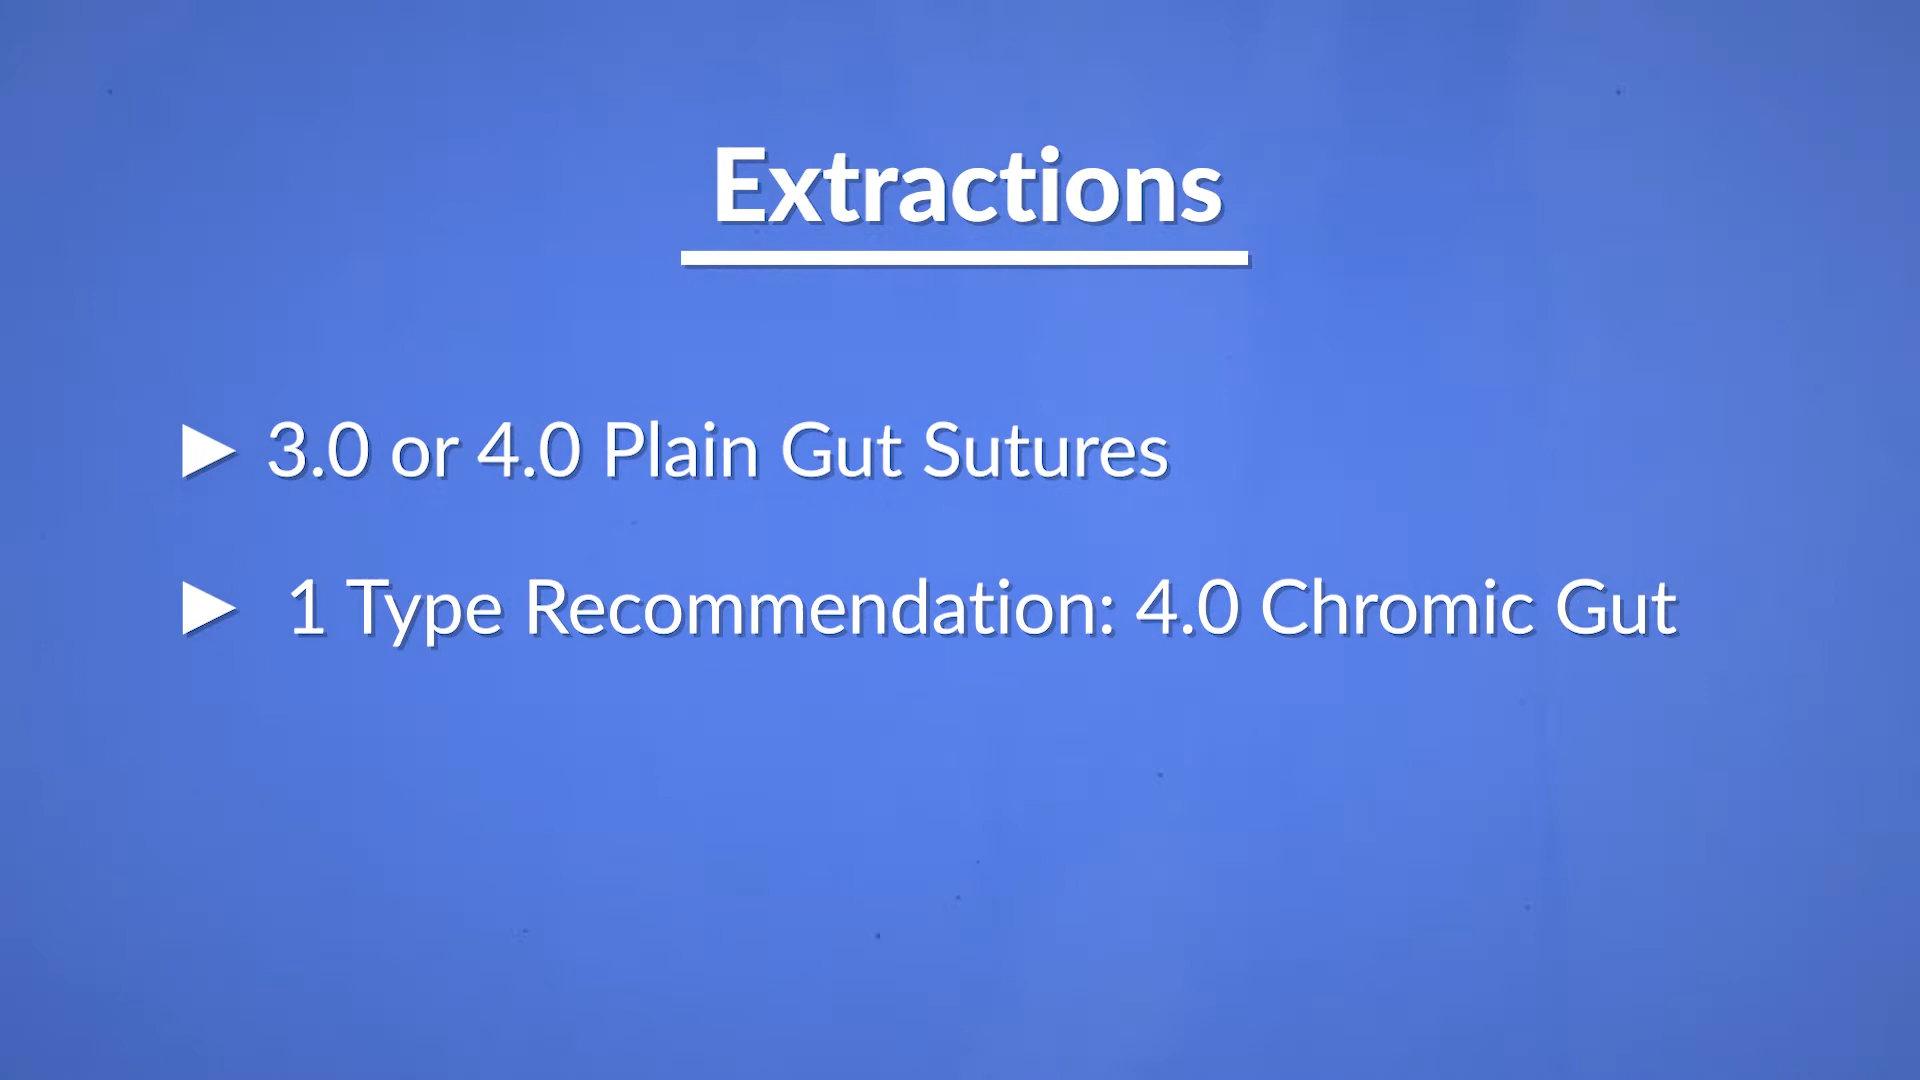 Extractions
► 3.0 or 4.0 Plain Gut Sutures
► 1 Type Recommendation: 4.0 Chromic Gut